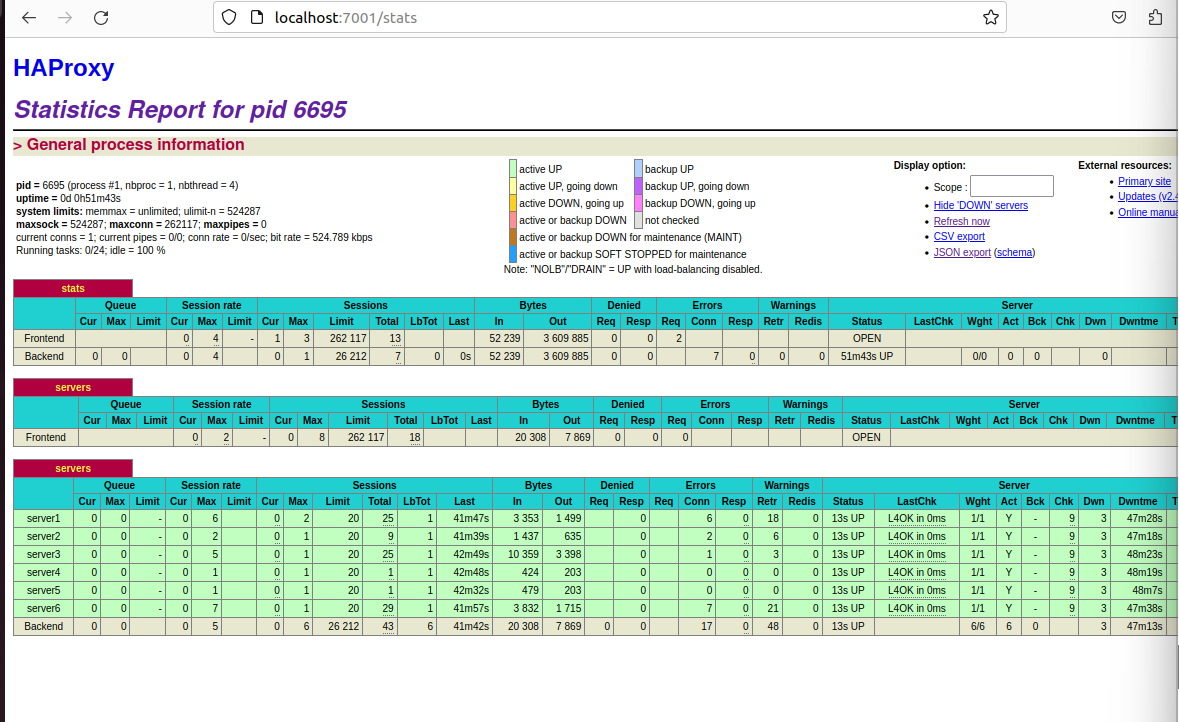 localhost:7001/stats
HAProxy
Statistics Report for pid 6695
> General process information
pid = 6695 (process #1, nbproc = 1, nbthread = 4)
uptime = 0d 0h51m43s
system limits: memmax = unlimited; ulimit-n = 524287
maxsock = 524287; maxconn = 262117; maxpipes = 0
current conns = 1; current pipes = 0/0; conn rate = 0/sec; bit rate = 524.789 kbps
Running tasks: 0/24; idle = 100 %
active UP backup UP
active UP, going down backup UP, going down
active DOWN, going up backup DOWN, going up
active or backup DOWN not checked
active or backup DOWN for maintenance (MAINT)
active or backup SOFT STOPPED for maintenance
Note: "NOLB"/"DRAIN" = UP with load-balancing disabled.
Display option:
• Scope :
• Hide 'DOWN' servers
• Refresh now
• CSV export
• JSON export (schema)
External resources:
• Primary site
• Updates (v2.4
• Online manua
stats
Queue Session rate Sessions Bytes Denied Errors Warnings Server
Cur Max Limit Cur Max Limit Cur Max Limit Total LbTot Last In Out Req Resp Req Conn Resp Retr Redis Status LastChk Wght Act Bck Chk Dwn Dwntme T
Frontend 0 4 - 1 3 262 117 13 52 239 3 609 885 0 0 2 OPEN
Backend 0 0 0 4 0 1 26 212 7 0 0s 52 239 3 609 885 0 0 7 0 0 0 51m43s UP 0/0 0 0 0
servers
Queue Session rate Sessions Bytes Denied Errors Warnings Server
Cur Max Limit Cur Max Limit Cur Max Limit Total LbTot Last In Out Req Resp Req Conn Resp Retr Redis Status LastChk Wght Act Bck Chk Dwn Dwntme T
Frontend 0 2 - 0 8 262 117 18 20 308 7 869 0 0 0 OPEN
servers
Queue Session rate Sessions Bytes Denied Errors Warnings Server
Cur Max Limit Cur Max Limit Cur Max Limit Total LbTot Last In Out Req Resp Req Conn Resp Retr Redis Status LastChk Wght Act Bck Chk Dwn Dwntme T
server1 0 0 - 0 6 0 2 20 25 1 41m47s 3 353 1 499 0 6 0 18 0 13s UP L4OK in 0ms 1/1 Y - 9 3 47m28s
server2 0 0 - 0 2 0 1 20 9 1 41m39s 1 437 635 0 2 0 6 0 13s UP L4OK in 0ms 1/1 Y - 9 3 47m18s
server3 0 0 - 0 5 0 1 20 25 1 42m49s 10 359 3 398 0 1 0 3 0 13s UP L4OK in 0ms 1/1 Y - 9 3 48m23s
server4 0 0 - 0 1 0 1 20 1 1 42m48s 424 203 0 0 0 0 0 13s UP L4OK in 0ms 1/1 Y - 9 3 48m19s
server5 0 0 - 0 1 0 1 20 1 1 42m32s 479 203 0 0 0 0 0 13s UP L4OK in 0ms 1/1 Y - 9 3 48m7s
server6 0 0 - 0 7 0 1 20 29 1 41m57s 3 832 1 715 0 7 0 21 0 13s UP L4OK in 0ms 1/1 Y - 9 3 47m38s
Backend 0 0 0 5 0 6 26 212 43 6 41m42s 20 308 7 869 0 0 17 0 48 0 13s UP 6/6 6 0 3 47m13s